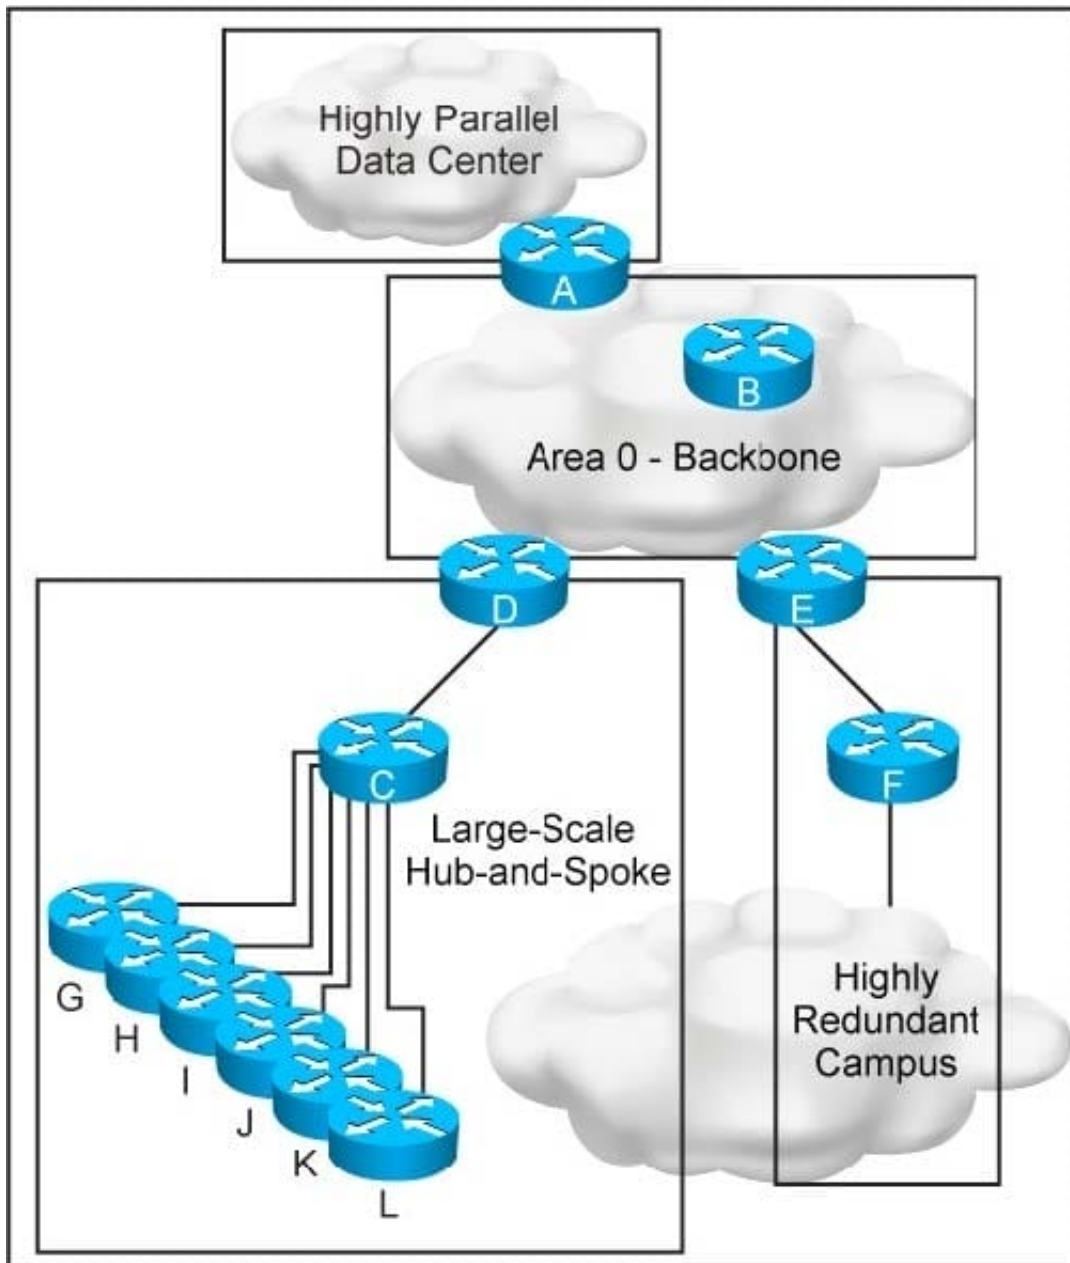 Highly Parallel
Data Center
A
B
Area 0 - Backbone
D
E
C
F
Large-Scale
Hub-and-Spoke
G
H
I
J
K
L
Highly
Redundant
Campus